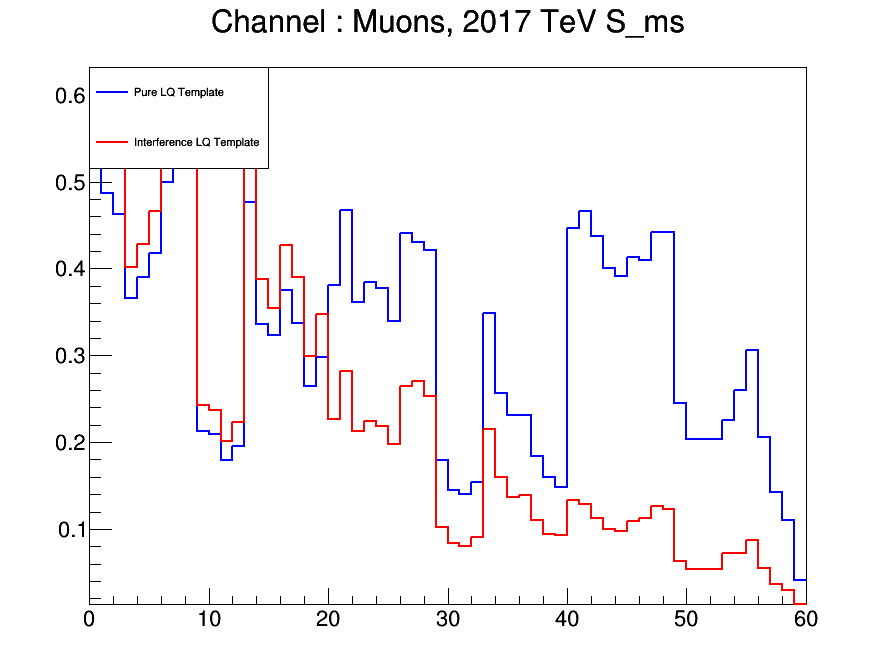 Channel : Muons, 2017 TeV S_ms
0.6
Pure LQ Template
Interference LQ Template
0.5
0.4
0.3
0.2
0.1
0 10 20 30 40 50 60